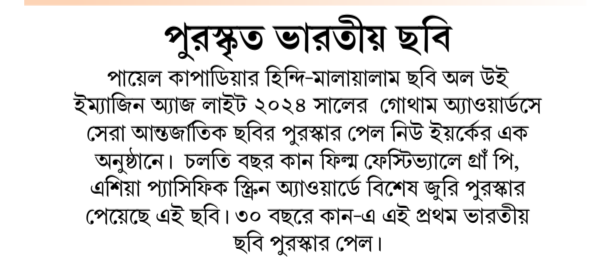 পুরস্কৃত ভারতীয় ছবি
পায়েল কাপাডিয়ার হিন্দি-মালায়ালাম ছবি অল উই
ইম্যাজিন অ্যাজ লাইট ২০২৪ সালের গোথাম অ্যাওয়ার্ডসে
সেরা আন্তর্জাতিক ছবির পুরস্কার পেল নিউ ইয়র্কের এক
অনুষ্ঠানে। চলতি বছর কান ফিল্ম ফেস্টিভ্যালে গ্রাঁ পি,
এশিয়া প্যাসিফিক স্ক্রিন অ্যাওয়ার্ডে বিশেষ জুরি পুরস্কার
পেয়েছে এই ছবি। ৩০ বছরে কান-এ এই প্রথম ভারতীয়
ছবি পুরস্কার পেল।